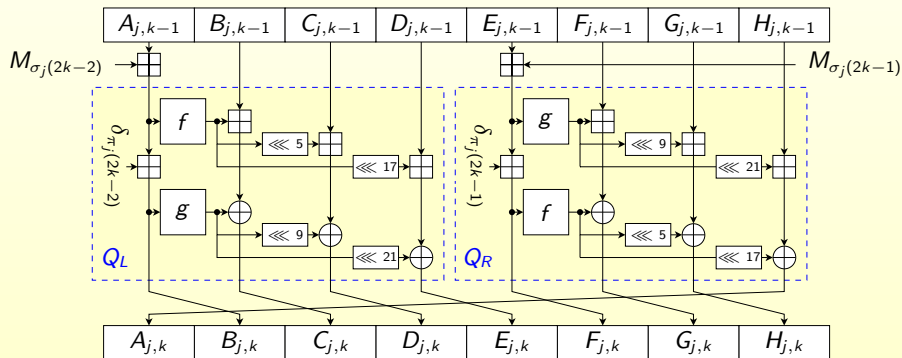 A_{j,k−1} B_{j,k−1} C_{j,k−1} D_{j,k−1} E_{j,k−1} F_{j,k−1} G_{j,k−1} H_{j,k−1}
M_{σ_j(2k−2)} M_{σ_j(2k−1)}
f g
δ_{π_j(2k−2)} ⋘ 5 δ_{π_j(2k−1)} ⋘ 9
⋘ 17 ⋘ 21
g f
⋘ 9 ⋘ 5
Q_L ⋘ 21 Q_R ⋘ 17
A_{j,k} B_{j,k} C_{j,k} D_{j,k} E_{j,k} F_{j,k} G_{j,k} H_{j,k}